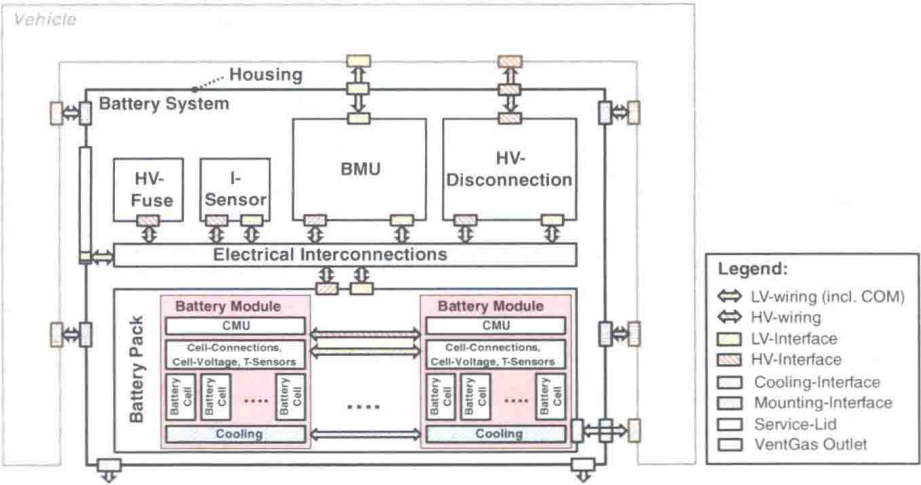 Vehicle
Housing
Battery System
HV-
Fuse
I-
Sensor
BMU
HV-
Disconnection
Electrical Interconnections
Battery Pack
Battery Module
CMU
Cell-Connections,
Cell-Voltage, T-Sensors
Battery
Cell
Battery
Cell
....
Battery
Cell
Cooling
....
Battery Module
CMU
Cell-Connections,
Cell-Voltage, T-Sensors
Battery
Cell
Battery
Cell
....
Battery
Cell
Cooling
Legend:
LV-wiring (incl. COM)
HV-wiring
LV-Interface
HV-Interface
Cooling-Interface
Mounting-Interface
Service-Lid
VentGas Outlet